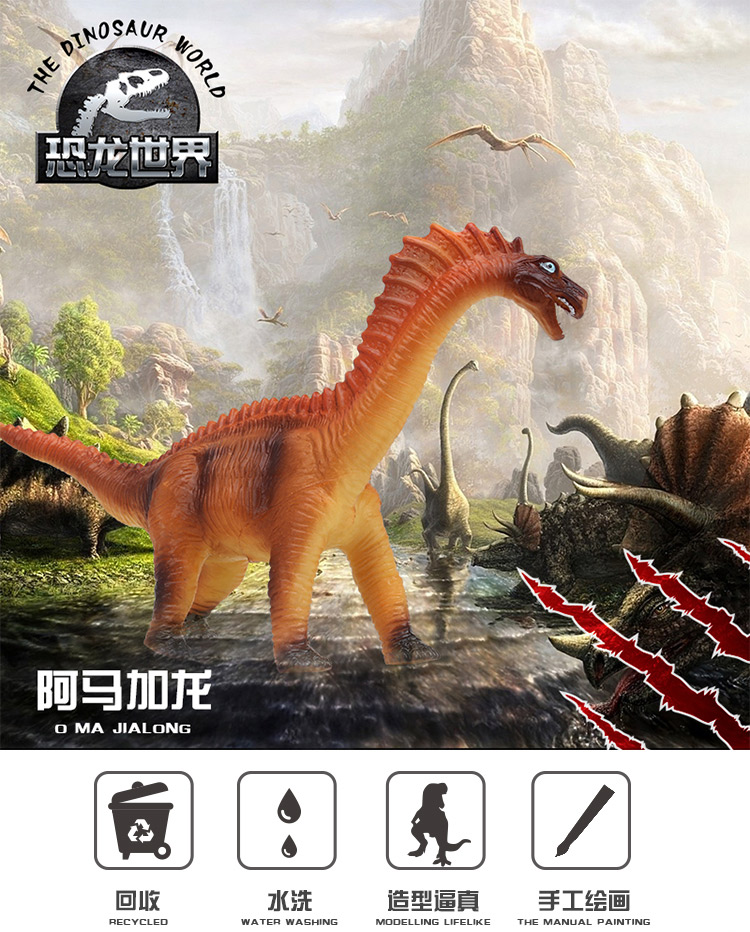 THE DINOSAUR WORLD
恐龙世界
阿马加龙
O MA JIALONG
回收
水洗
造型逼真
手工绘画
RECYCLED
WATER WASHING
MODELLING LIFELIKE
THE MANUAL PAINTING